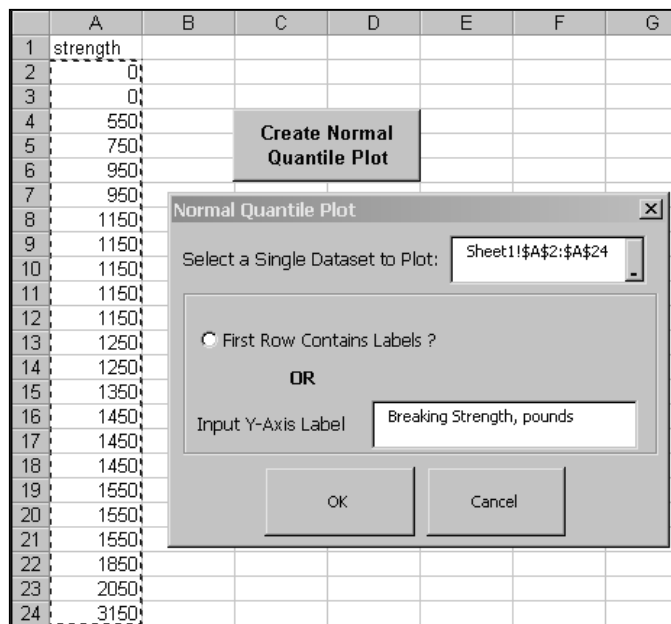 A B C D E F G
1 strength
2 0
3 0
4 550
5 750
6 950
7 950
8 1150
9 1150
10 1150
11 1150
12 1150
13 1250
14 1250
15 1350
16 1450
17 1450
18 1450
19 1550
20 1550
21 1550
22 1850
23 2050
24 3150
Create Normal
Quantile Plot
Normal Quantile Plot
Select a Single Dataset to Plot: Sheet1!$A$2:$A$24
First Row Contains Labels ?
OR
Input Y-Axis Label Breaking Strength, pounds
OK Cancel